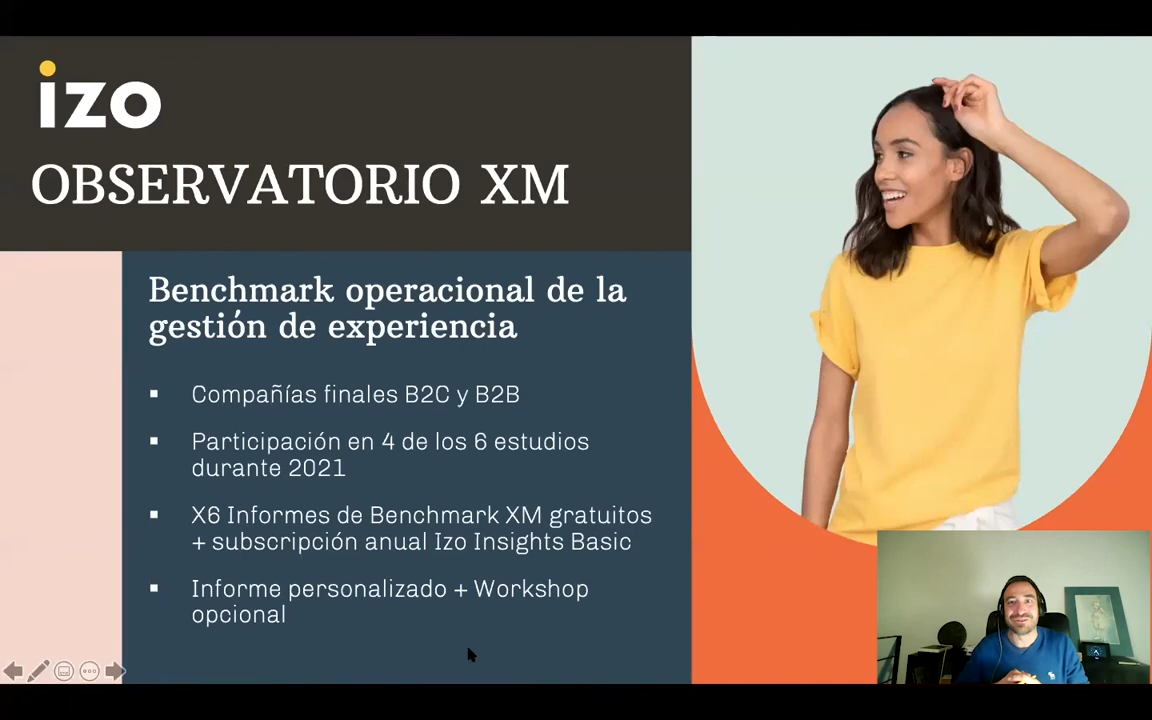 izo
OBSERVATORIO XM
Benchmark operacional de la
gestión de experiencia
▪ Compañías finales B2C y B2B
▪ Participación en 4 de los 6 estudios
durante 2021
▪ X6 Informes de Benchmark XM gratuitos
+ subscripción anual Izo Insights Basic
▪ Informe personalizado + Workshop
opcional